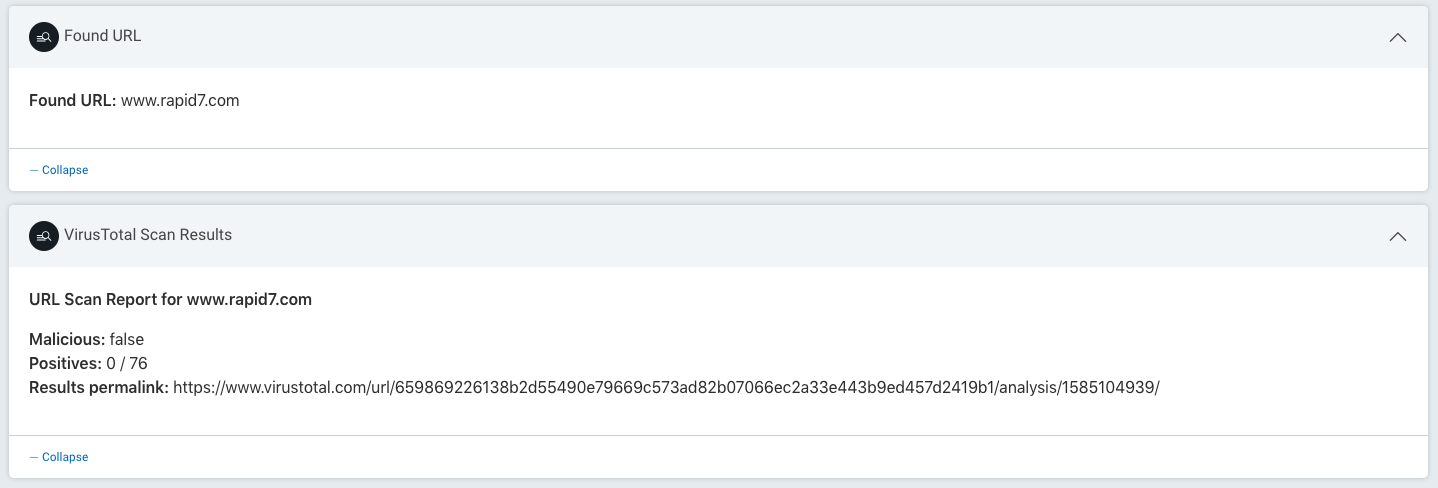 Found URL
Found URL: www.rapid7.com
— Collapse
VirusTotal Scan Results
URL Scan Report for www.rapid7.com
Malicious: false
Positives: 0 / 76
Results permalink: https://www.virustotal.com/url/659869226138b2d55490e79669c573ad82b07066ec2a33e443b9ed457d2419b1/analysis/1585104939/
— Collapse